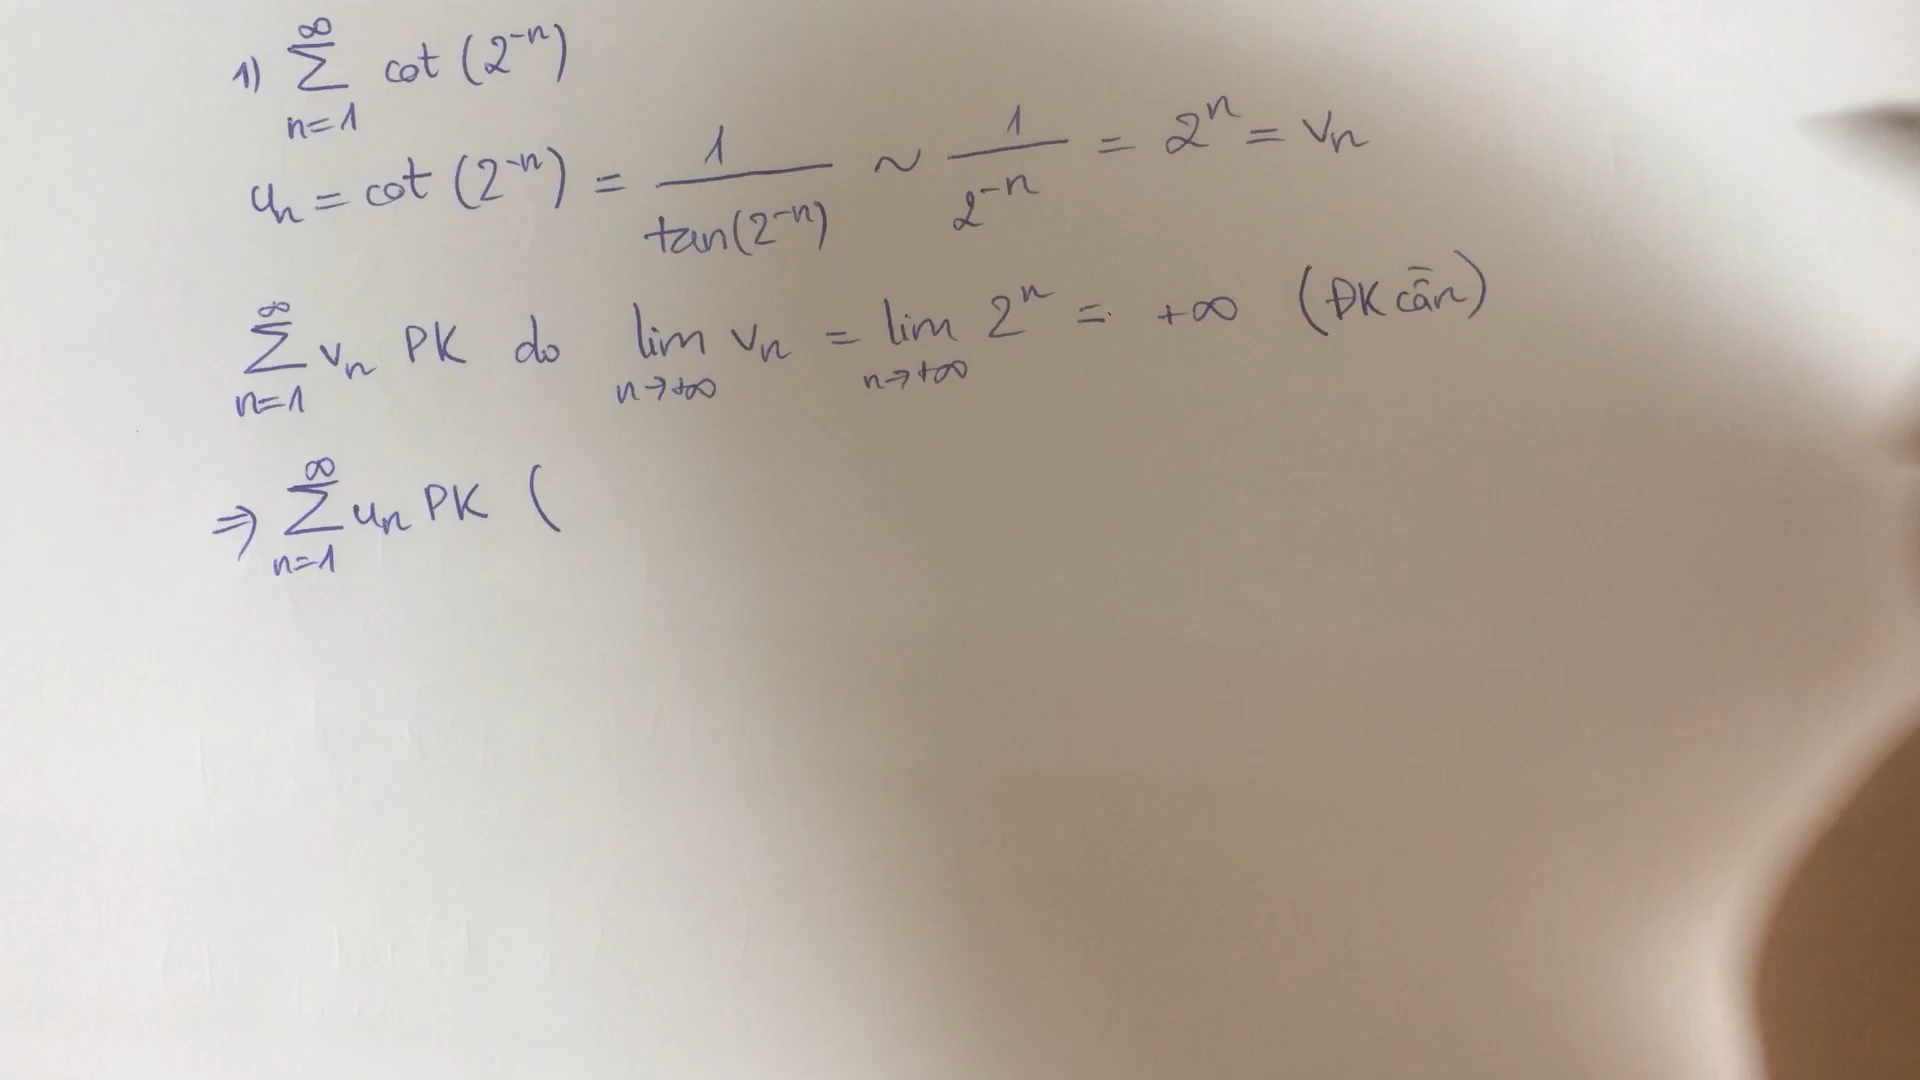 1) ∑_{n=1}^{∞} cot (2^{-n})
u_n = cot (2^{-n}) = 1/tan(2^{-n}) ~ 1/2^{-n} = 2^n = v_n
∑_{n=1}^{∞} v_n PK do lim_{n→+∞} v_n = lim_{n→+∞} 2^n = +∞ (ĐK cần)
⇒ ∑_{n=1}^{∞} u_n PK (